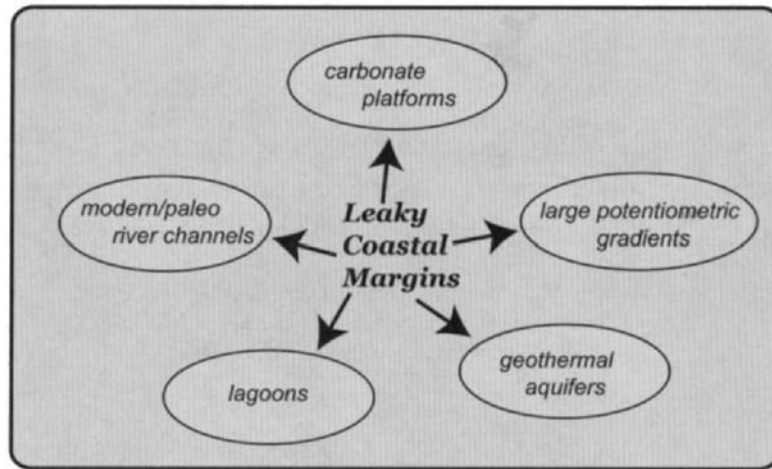 carbonate
platforms
modern/paleo
river channels
Leaky
Coastal
Margins
large potentiometric
gradients
lagoons
geothermal
aquifers